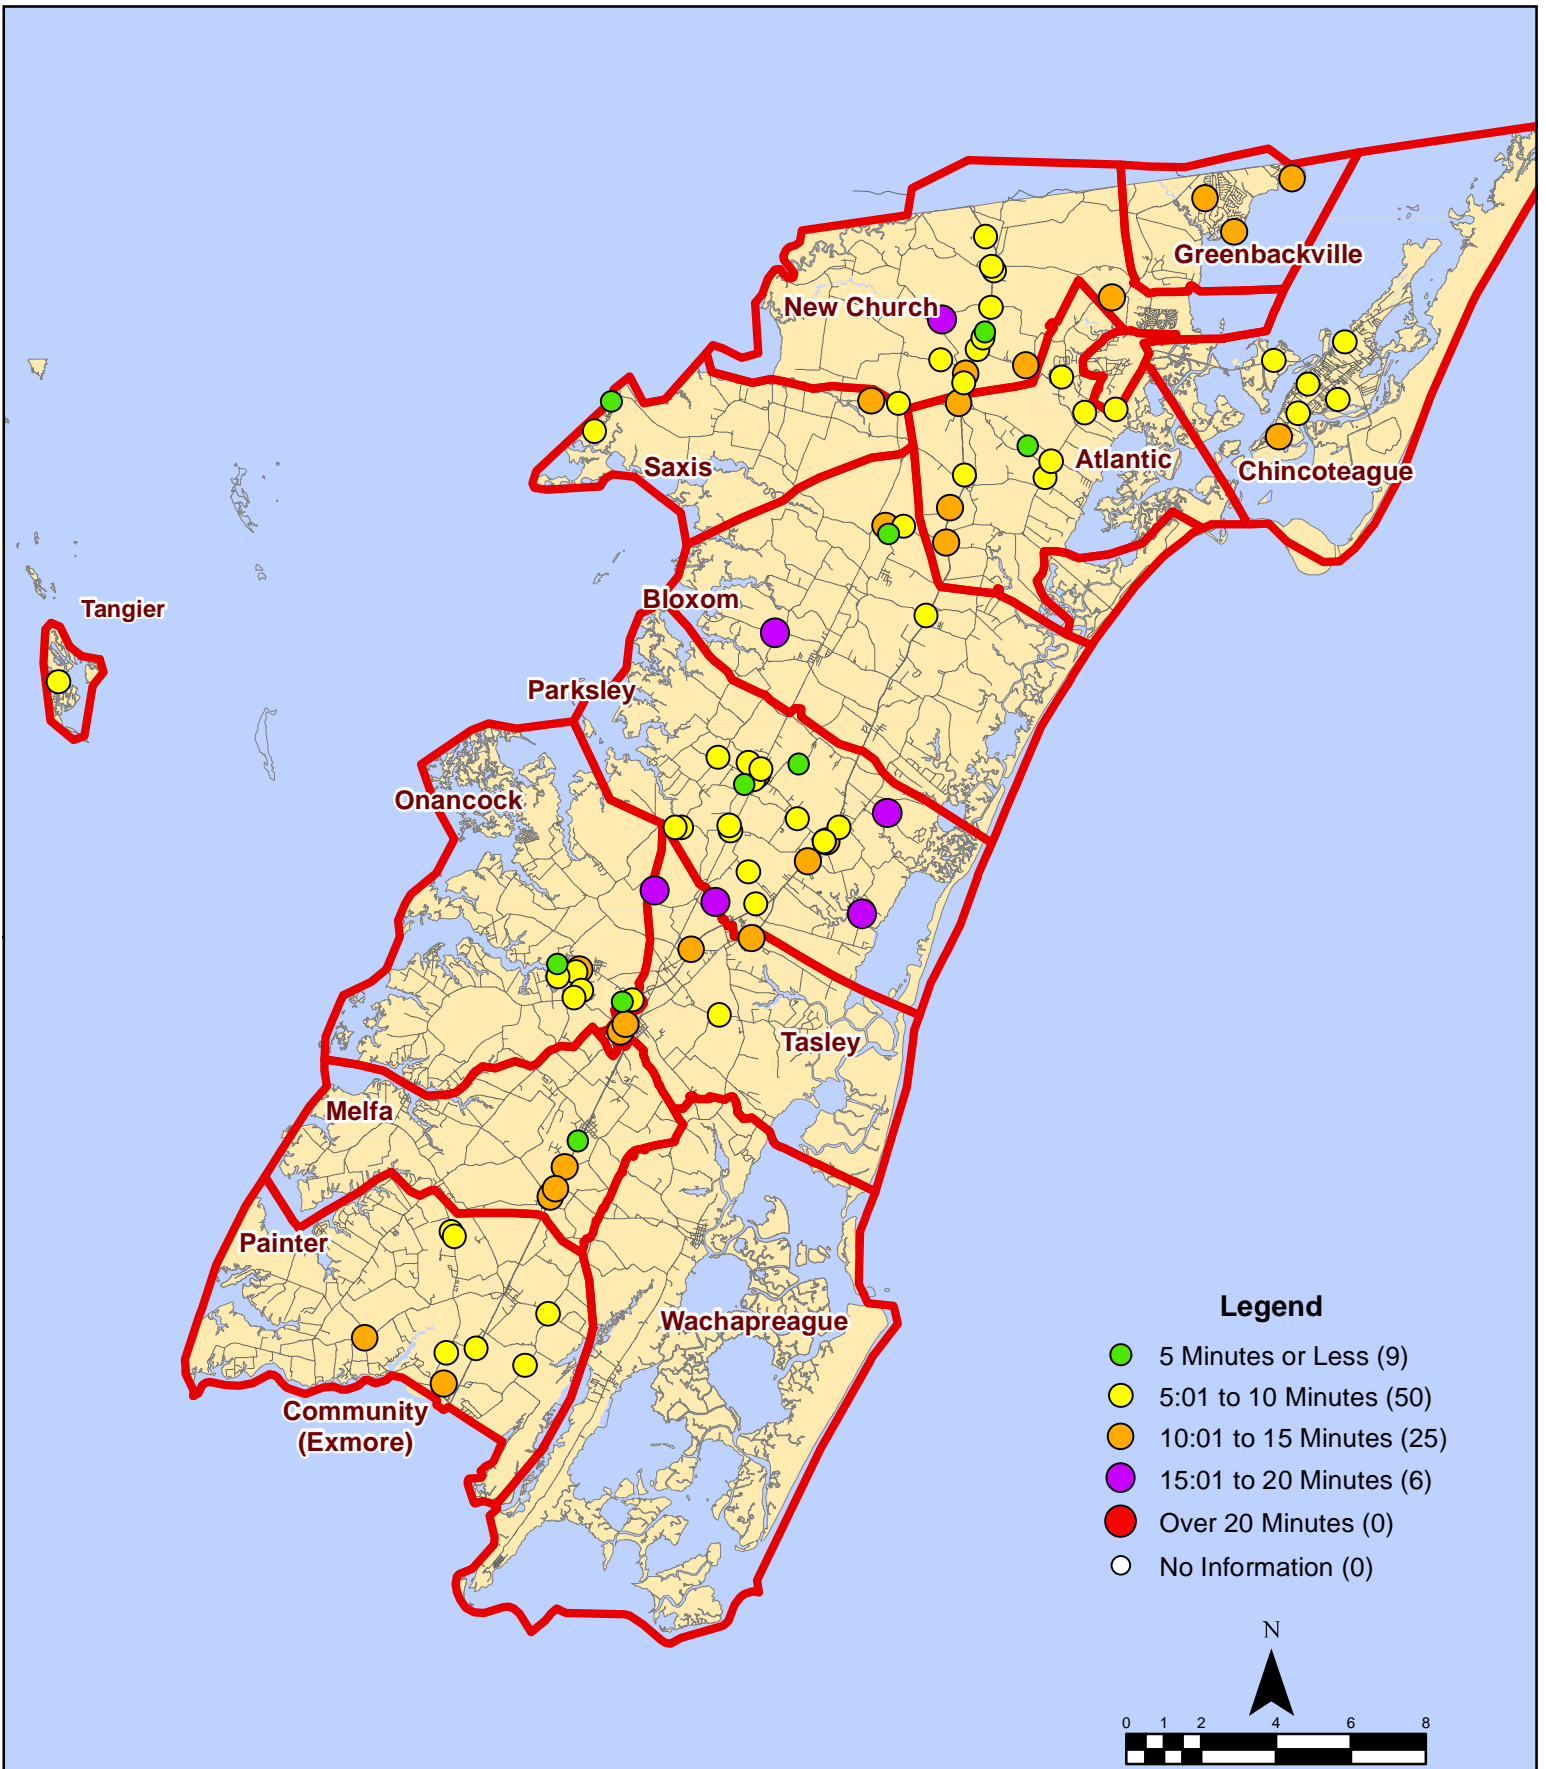 Greenbackville
New Church
Saxis
Atlantic
Chincoteague
Bloxom
Tangier
Parksley
Onancock
Tasley
Melfa
Painter
Wachapreague
Community
(Exmore)
Legend
5 Minutes or Less (9)
5:01 to 10 Minutes (50)
10:01 to 15 Minutes (25)
15:01 to 20 Minutes (6)
Over 20 Minutes (0)
No Information (0)
N
0 1 2 4 6 8